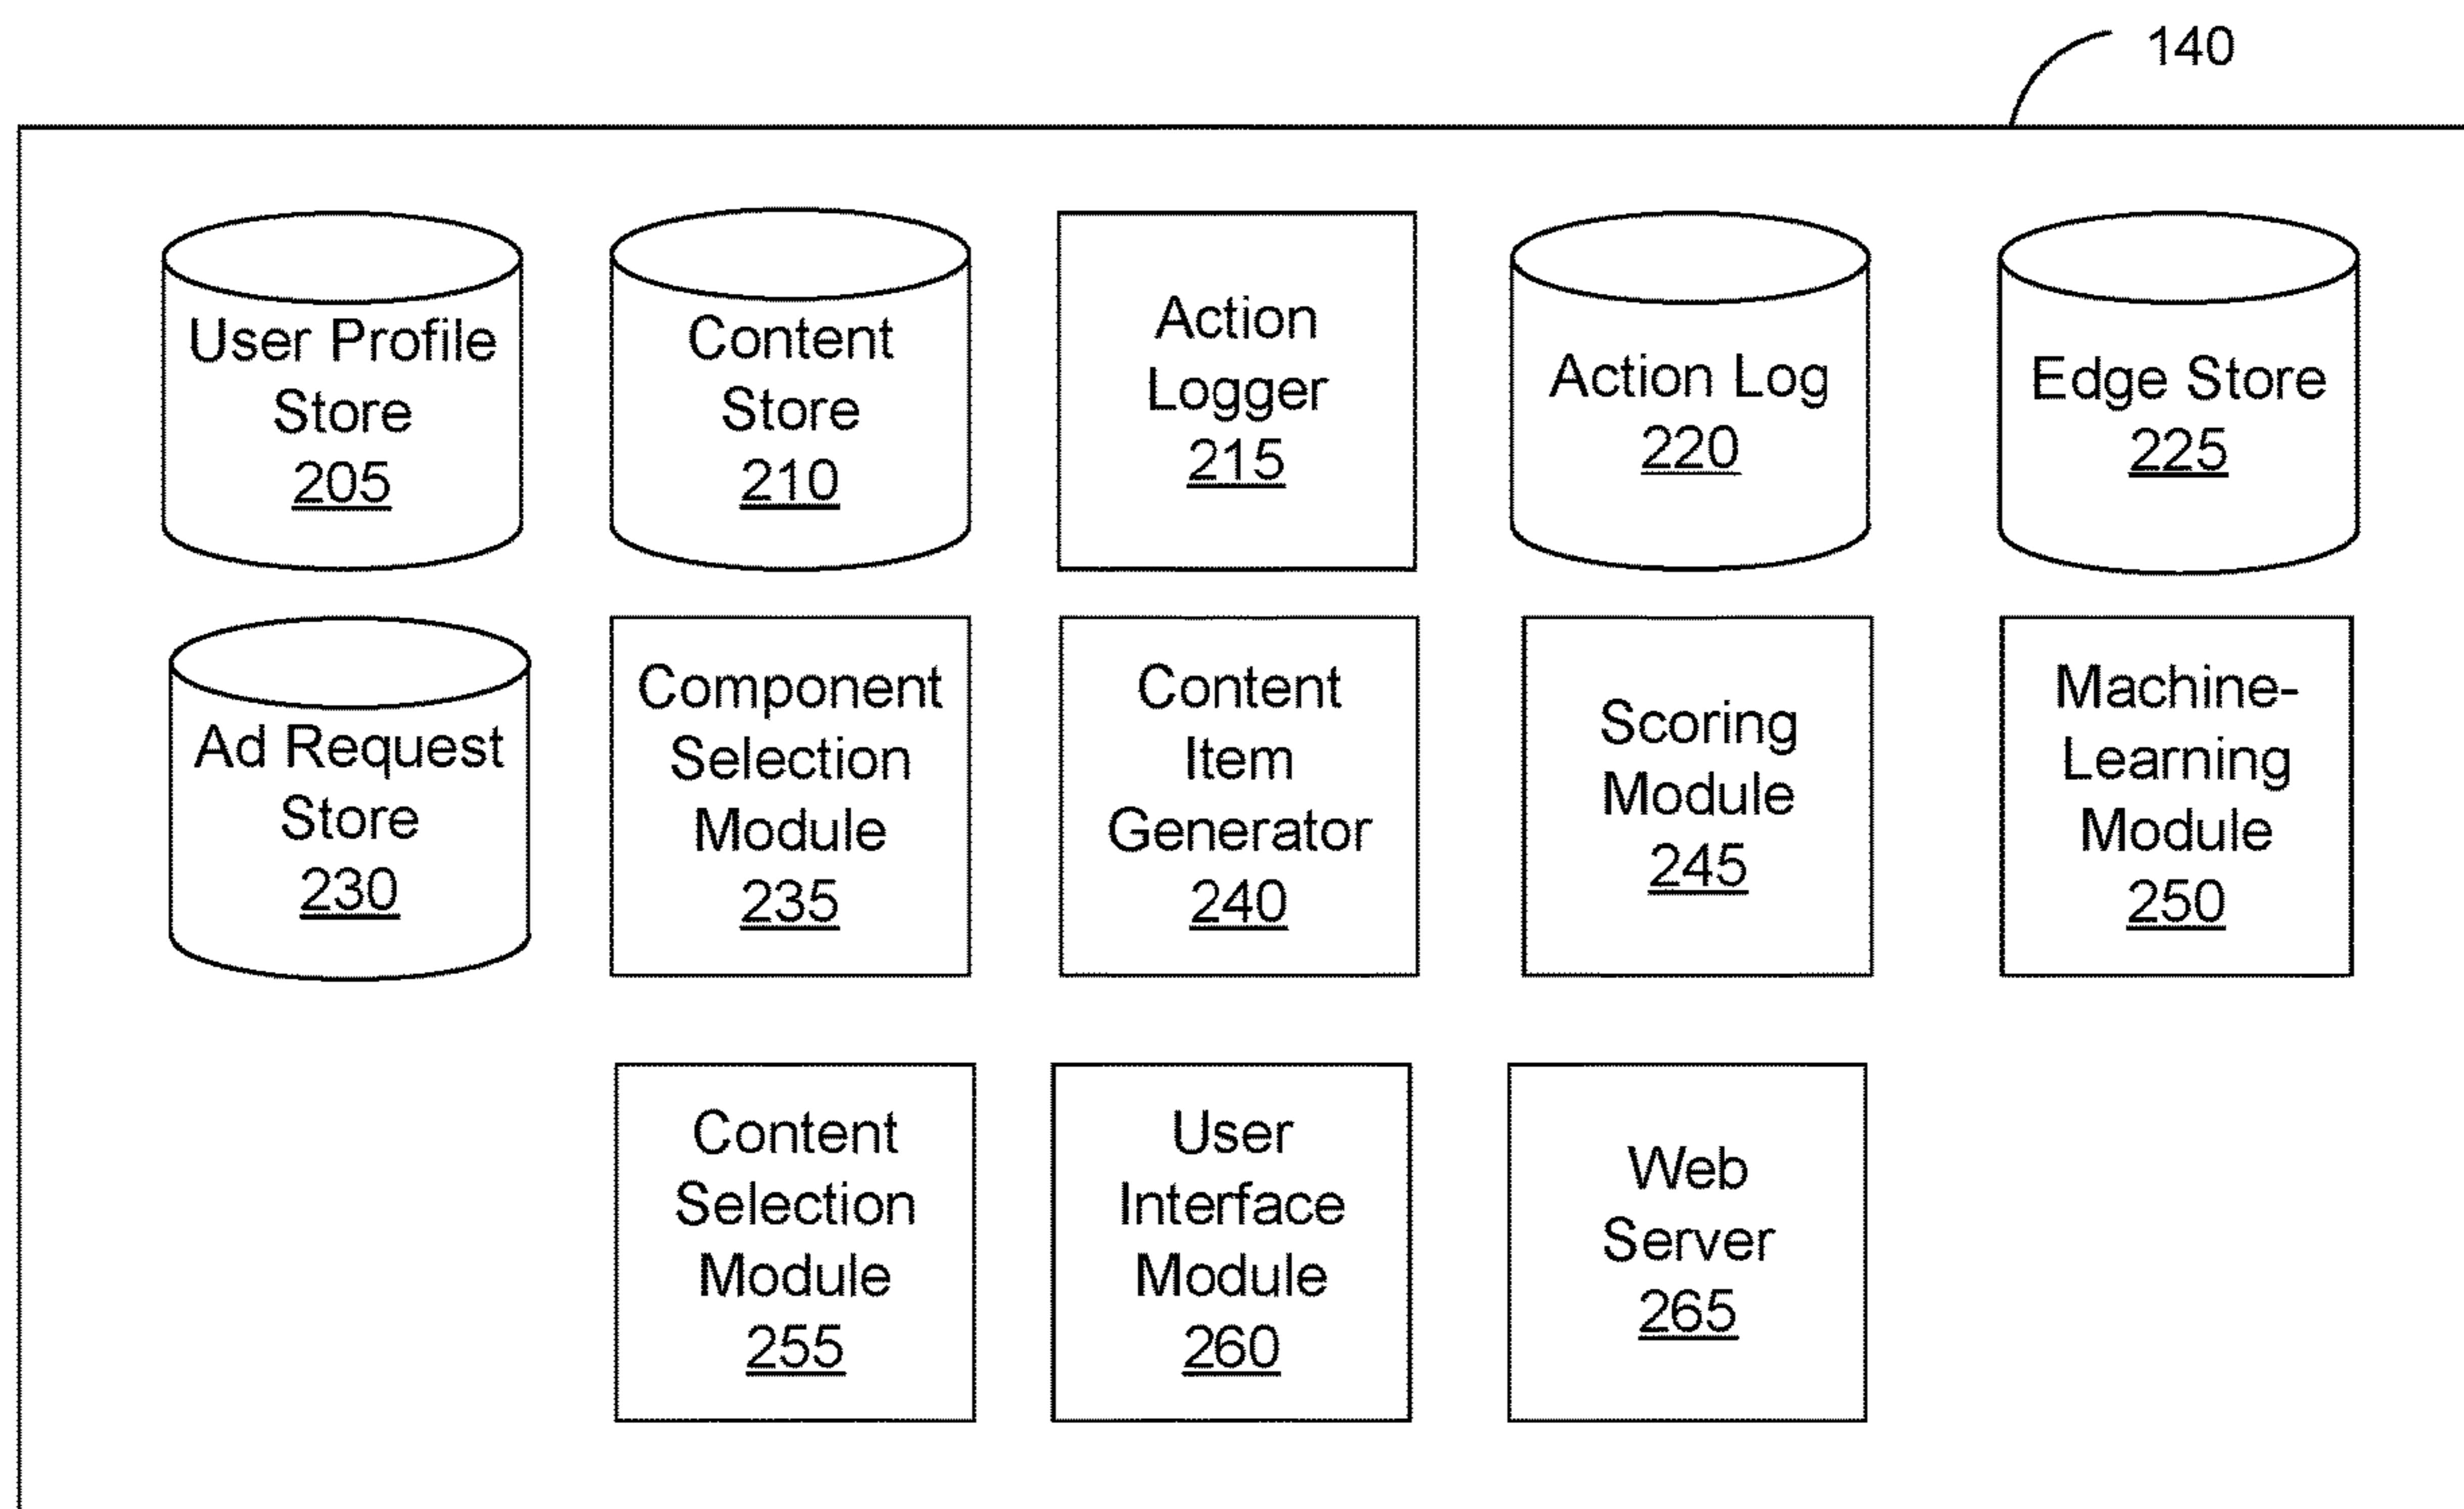 140
User Profile
Store
205
Content
Store
210
Action
Logger
215
Action Log
220
Edge Store
225
Ad Request
Store
230
Component
Selection
Module
235
Content
Item
Generator
240
Scoring
Module
245
Machine-
Learning
Module
250
Content
Selection
Module
255
User
Interface
Module
260
Web
Server
265